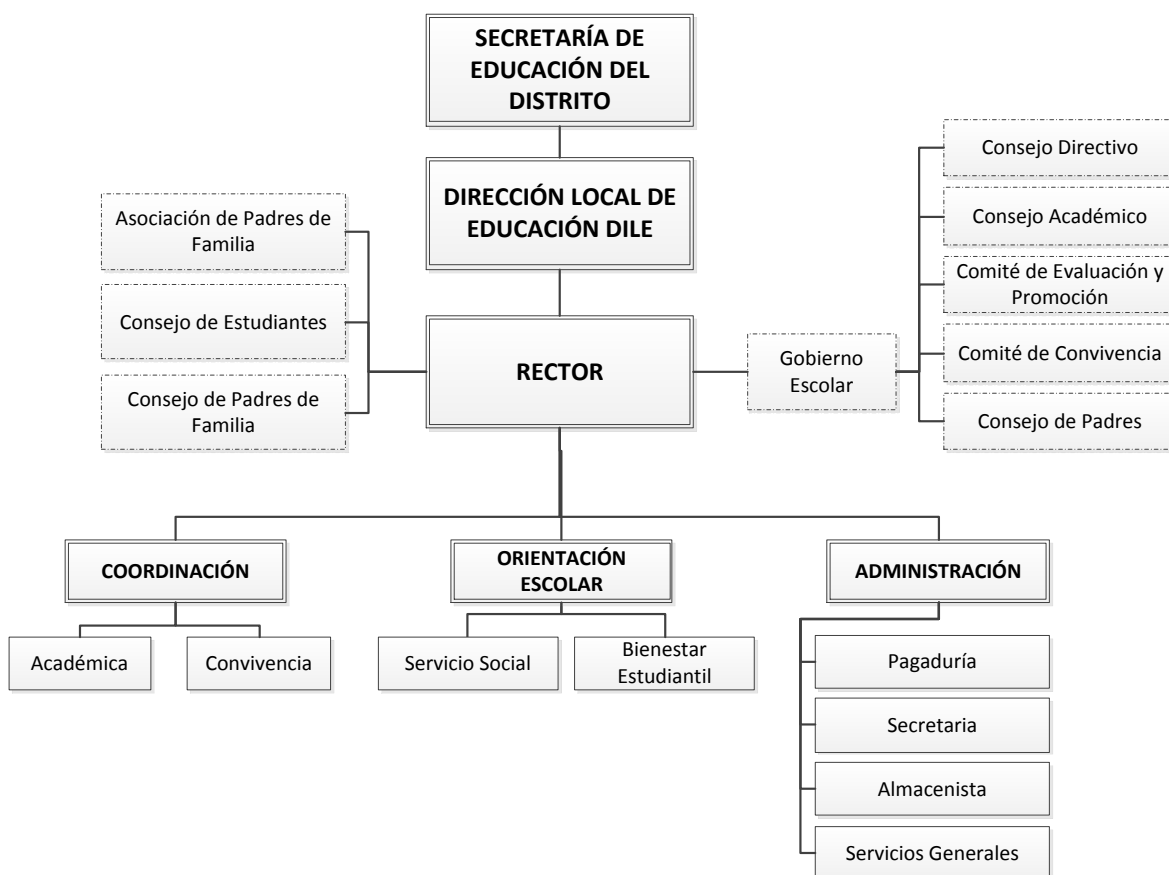 SECRETARÍA DE
EDUCACIÓN DEL
DISTRITO
DIRECCIÓN LOCAL DE
EDUCACIÓN DILE
Asociación de Padres de
Familia
Consejo de Estudiantes
Consejo de Padres de
Familia
RECTOR
Gobierno
Escolar
Consejo Directivo
Consejo Académico
Comité de Evaluación y
Promoción
Comité de Convivencia
Consejo de Padres
COORDINACIÓN
Académica
Convivencia
ORIENTACIÓN
ESCOLAR
Servicio Social
Bienestar
Estudiantil
ADMINISTRACIÓN
Pagaduría
Secretaria
Almacenista
Servicios Generales